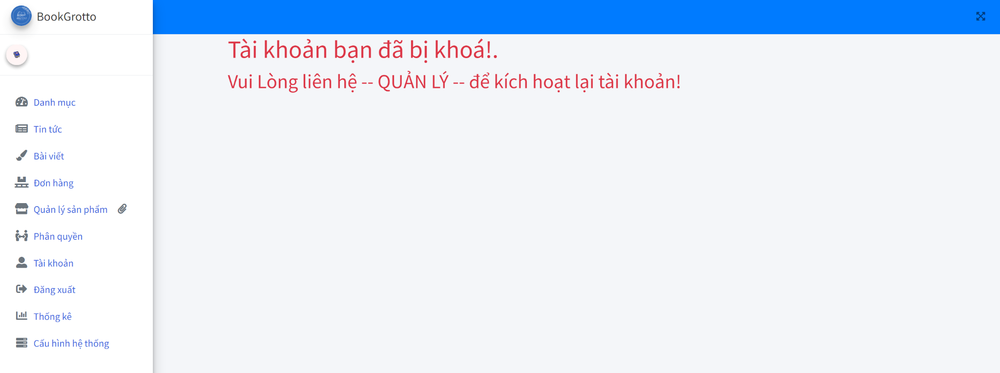 BookGrotto
Tài khoản bạn đã bị khoá!.
Vui Lòng liên hệ -- QUẢN LÝ -- để kích hoạt lại tài khoản!
Danh mục
Tin tức
Bài viết
Đơn hàng
Quản lý sản phẩm
Phân quyền
Tài khoản
Đăng xuất
Thống kê
Cấu hình hệ thống